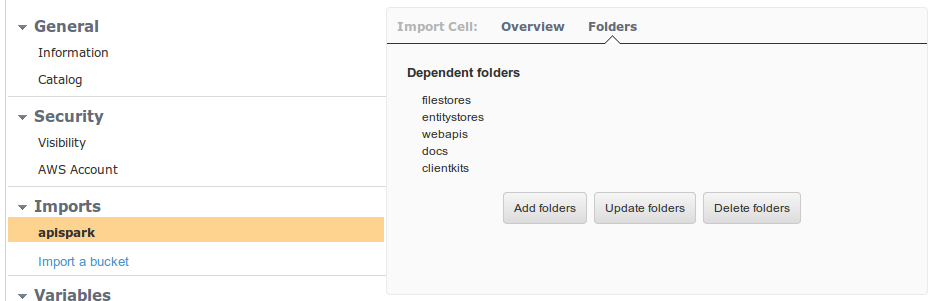 General
Information
Catalog
Security
Visibility
AWS Account
Imports
apispark
Import a bucket
Variables
Import Cell: Overview Folders
Dependent folders
filestores
entitystores
webapis
docs
clientkits
Add folders Update folders Delete folders